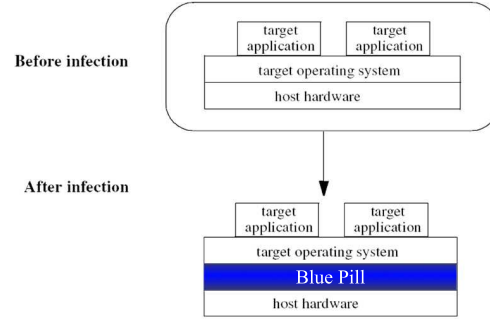 target application
target application
Before infection
target operating system
host hardware
After infection
target application
target application
target operating system
Blue Pill
host hardware